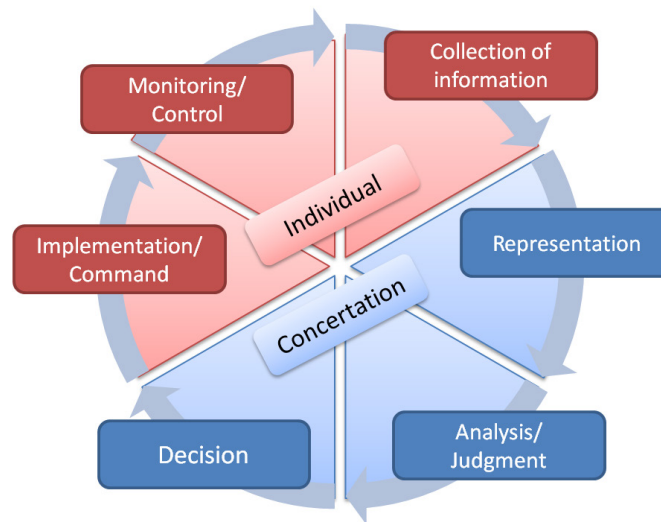 Collection of
information
Monitoring/
Control
Individual
Representation
Implementation/
Command
Concertation
Analysis/
Judgment
Decision